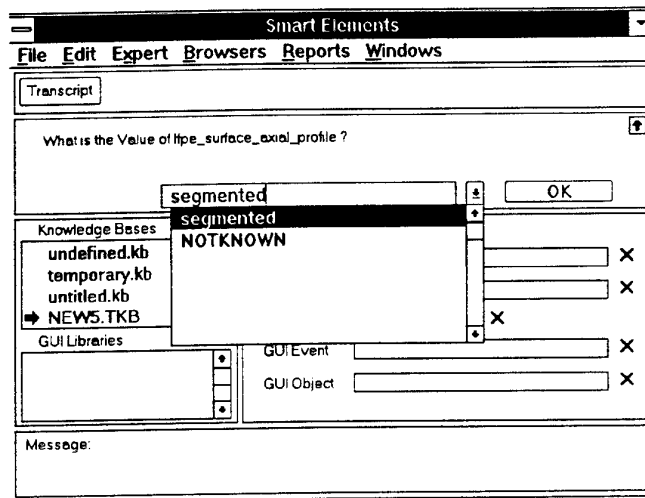 Smart Elements
File Edit Expert Browsers Reports Windows
Transcript
What is the Value of ltpe_surface_axial_profile ?
segmented
OK
segmented
NOTKNOWN
Knowledge Bases
undefined.kb
temporary.kb
untitled.kb
NEW5.TKB
GUI Libraries
GUI Event
GUI Object
Message: